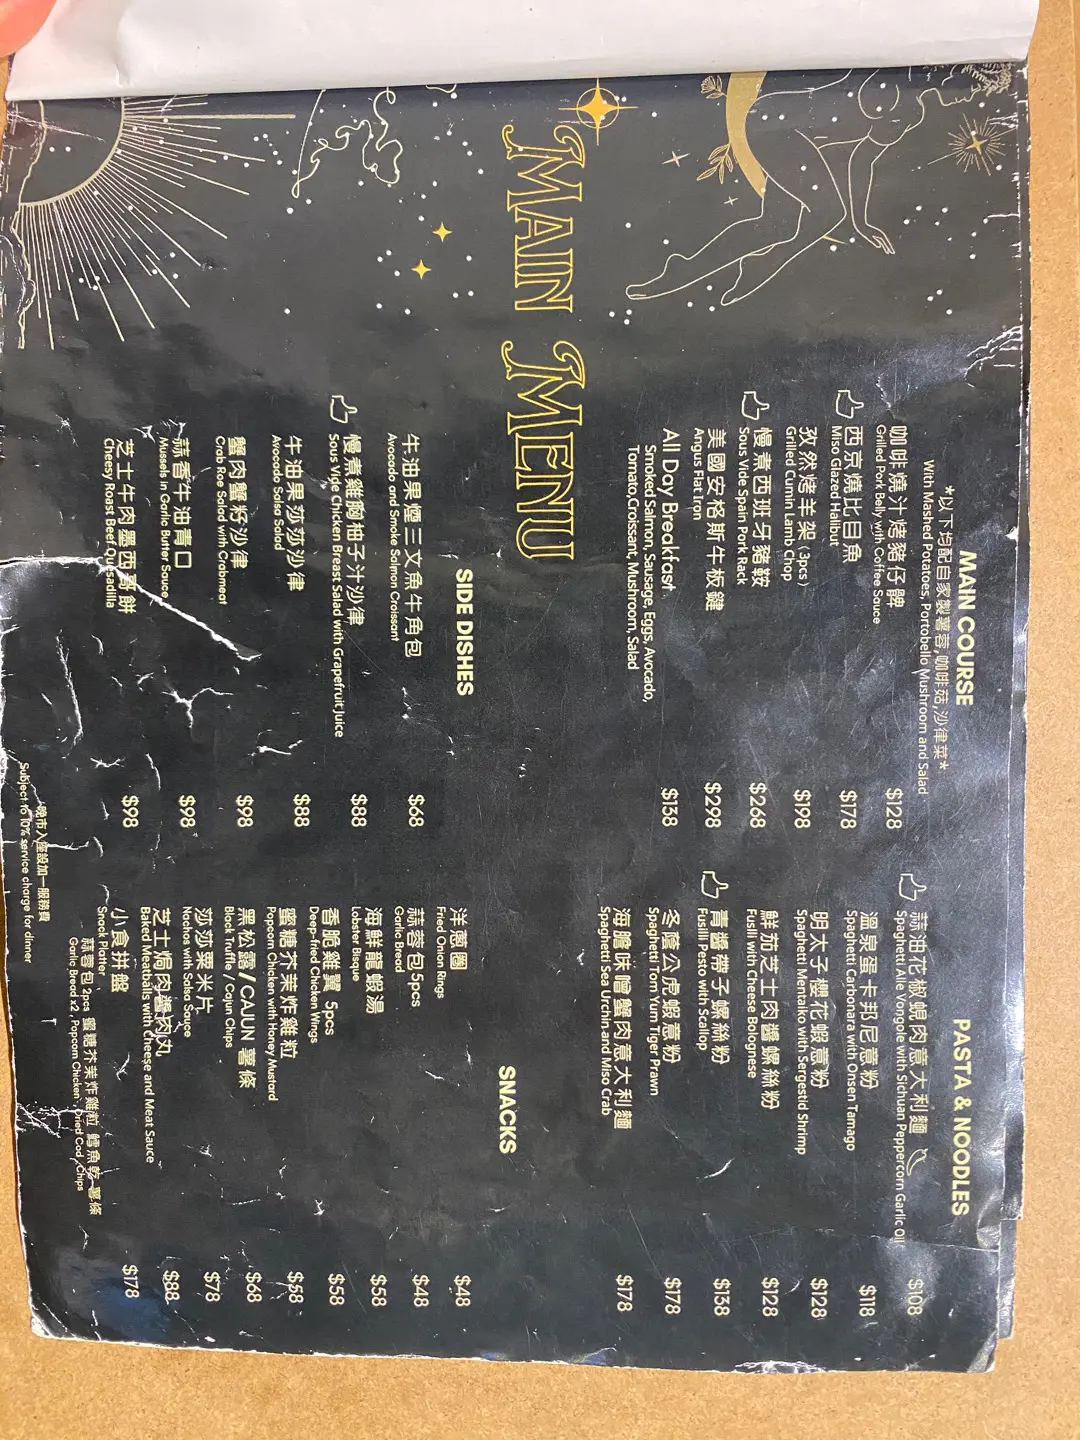 MAIN MENU
MAIN COURSE
*以下均配自家製薯蓉,咖啡菇,沙律菜*
With Mashed Potatoes, Portobello Mushroom and Salad
咖啡燒汁烤豬仔髀 $128
Grilled Pork Belly with Coffee Sauce
西京燒比目魚 $178
Miso Glazed Halibut
孜然烤羊架 (3pcs) $198
Grilled Cumin Lamb Chop
慢煮西班牙豬鞍 $268
Sous Vide Spain Pork Rack
美國安格斯牛板鍵 $298
Angus Flat Iron
All Day Breakfast $138
Smoked Salmon, Sausage, Eggs, Avocado,
Tomato,Croissant, Mushroom, Salad
SIDE DISHES
牛油果煙三文魚牛角包 $68
Avocado and Smoke Salmon Croissant
慢煮雞胸柚子汁沙律 $88
Sous Vide Chicken Breast Salad with Grapefruit Juice
牛油果莎莎沙律 $88
Avocado Salsa Salad
蟹肉蟹籽沙律 $98
Crab Roe Salad with Crabmeat
蒜香牛油青口 $98
Mussels in Garlic Butter Sauce
芝士牛肉墨西哥餅 $98
Cheesy Roast Beef Quesadilla
晚市入座設加一服務費
Subject to 10% service charge for dinner
PASTA & NOODLES
蒜油花椒蜆肉意大利麵 $108
Spaghetti Alle Vongole with Sichuan Peppercorn Garlic Oil
溫泉蛋卡邦尼意粉 $118
Spaghetti Carbonara with Onsen Tamago
明太子櫻花蝦意粉 $128
Spaghetti Mentaiko with Sergestid Shrimp
鮮茄芝士肉醬螺絲粉 $128
Fusilli with Cheese Bolognese
青醬帶子螺絲粉 $138
Fusilli Pesto with Scallop
冬蔭公虎蝦意粉 $178
Spaghetti Tom Yum Tiger Prawn
海膽味噌蟹肉意大利麵 $178
Spaghetti Sea Urchin and Miso Crab
SNACKS
洋蔥圈 $48
Fried Onion Rings
蒜蓉包5pcs $48
Garlic Bread
海鮮龍蝦湯 $58
Lobster Bisque
香脆雞翼 5pcs $58
Deep-fried Chicken Wings
蜜糖芥茉炸雞粒 $58
Popcorn Chicken with Honey Mustard
黑松露/CAJUN 薯條 $68
Black Truffle / Cajun Chips
莎莎粟米片 $78
Nachos with Salsa Sauce
芝士焗肉醬肉丸 $88
Baked Meatballs with Cheese and Meat Sauce
小食拼盤 $178
Snack Platter
蒜蓉包 2pcs 蜜糖芥茉炸雞粒 鱈魚乾 薯條
Garlic Bread x2 , Popcorn Chicken , Dried Cod , Chips